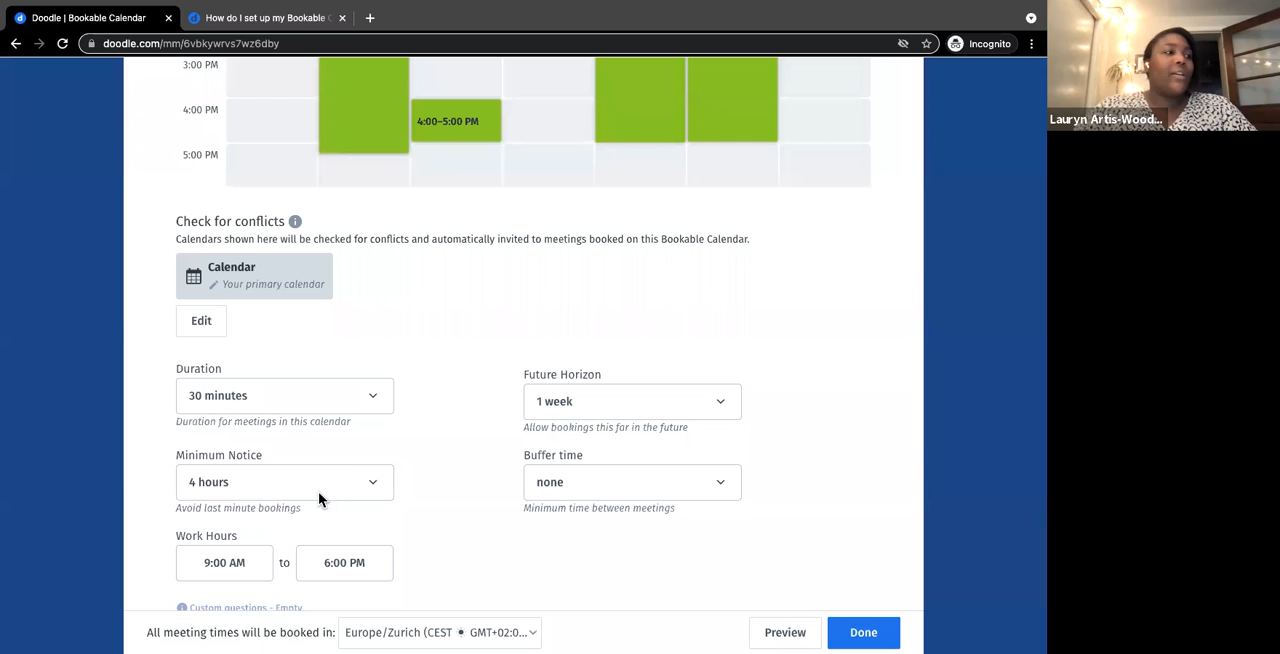 Doodle | Bookable Calendar
How do I set up my Bookable C
doodle.com/mm/6vbkywrvs7wz6dby
Incognito
Lauryn Artis-Wood...
3:00 PM
4:00 PM
4:00–5:00 PM
5:00 PM
Check for conflicts
Calendars shown here will be checked for conflicts and automatically invited to meetings booked on this Bookable Calendar.
Calendar
Your primary calendar
Edit
Duration
30 minutes
Duration for meetings in this calendar
Future Horizon
1 week
Allow bookings this far in the future
Minimum Notice
4 hours
Avoid last minute bookings
Buffer time
none
Minimum time between meetings
Work Hours
9:00 AM to 6:00 PM
Custom questions - Empty
All meeting times will be booked in: Europe/Zurich (CEST • GMT+02:0...
Preview
Done